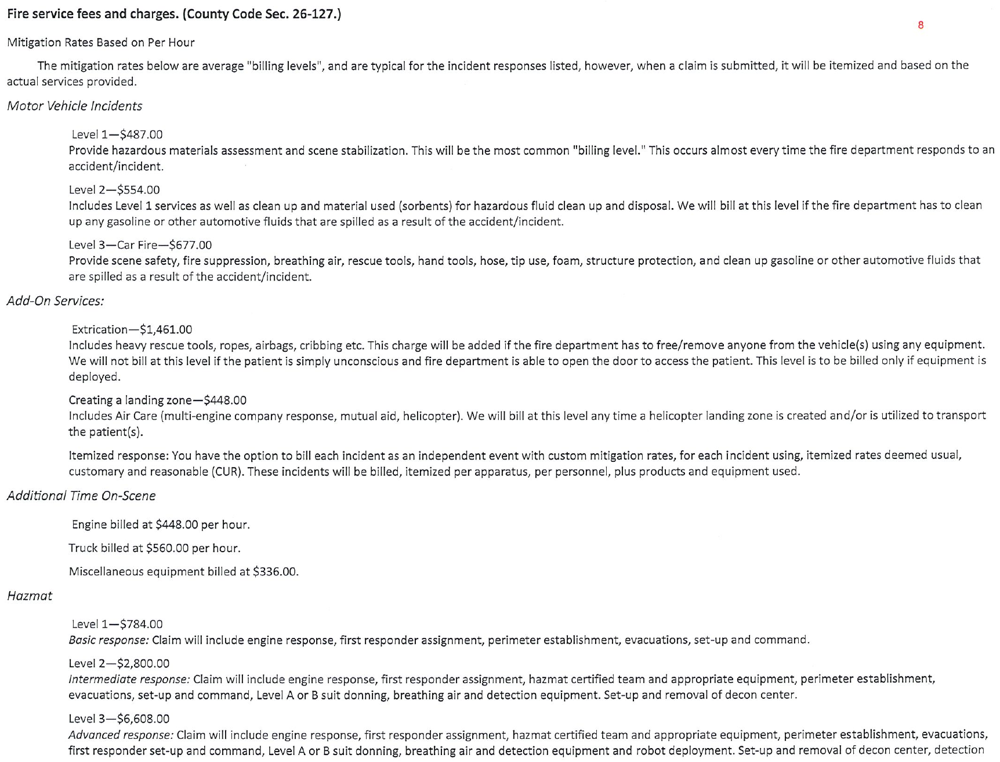 Fire service fees and charges. (County Code Sec. 26-127.)
8
Mitigation Rates Based on Per Hour
The mitigation rates below are average "billing levels", and are typical for the incident responses listed, however, when a claim is submitted, it will be itemized and based on the
actual services provided.
Motor Vehicle Incidents
Level 1—$487.00
Provide hazardous materials assessment and scene stabilization. This will be the most common "billing level." This occurs almost every time the fire department responds to an
accident/incident.
Level 2—$554.00
Includes Level 1 services as well as clean up and material used (sorbents) for hazardous fluid clean up and disposal. We will bill at this level if the fire department has to clean
up any gasoline or other automotive fluids that are spilled as a result of the accident/incident.
Level 3—Car Fire—$677.00
Provide scene safety, fire suppression, breathing air, rescue tools, hand tools, hose, tip use, foam, structure protection, and clean up gasoline or other automotive fluids that
are spilled as a result of the accident/incident.
Add-On Services:
Extrication—$1,461.00
Includes heavy rescue tools, ropes, airbags, cribbing etc. This charge will be added if the fire department has to free/remove anyone from the vehicle(s) using any equipment.
We will not bill at this level if the patient is simply unconscious and fire department is able to open the door to access the patient. This level is to be billed only if equipment is
deployed.
Creating a landing zone—$448.00
Includes Air Care (multi-engine company response, mutual aid, helicopter). We will bill at this level any time a helicopter landing zone is created and/or is utilized to transport
the patient(s).
Itemized response: You have the option to bill each incident as an independent event with custom mitigation rates, for each incident using, itemized rates deemed usual,
customary and reasonable (CUR). These incidents will be billed, itemized per apparatus, per personnel, plus products and equipment used.
Additional Time On-Scene
Engine billed at $448.00 per hour.
Truck billed at $560.00 per hour.
Miscellaneous equipment billed at $336.00.
Hazmat
Level 1—$784.00
Basic response: Claim will include engine response, first responder assignment, perimeter establishment, evacuations, set-up and command.
Level 2—$2,800.00
Intermediate response: Claim will include engine response, first responder assignment, hazmat certified team and appropriate equipment, perimeter establishment,
evacuations, set-up and command, Level A or B suit donning, breathing air and detection equipment. Set-up and removal of decon center.
Level 3—$6,608.00
Advanced response: Claim will include engine response, first responder assignment, hazmat certified team and appropriate equipment, perimeter establishment, evacuations,
first responder set-up and command, Level A or B suit donning, breathing air and detection equipment and robot deployment. Set-up and removal of decon center, detection